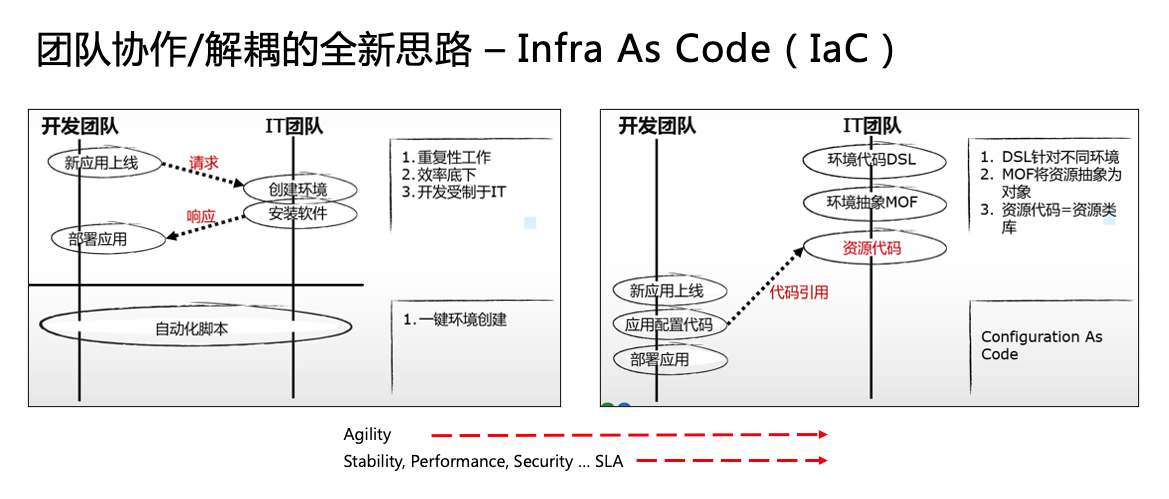 团队协作/解耦的全新思路 – Infra As Code（IaC）
开发团队
IT团队
新应用上线
请求
创建环境
安装软件
响应
部署应用
自动化脚本
1.重复性工作
2.效率底下
3.开发受制于IT
1.一键环境创建
开发团队
IT团队
环境代码DSL
环境抽象MOF
资源代码
新应用上线
代码引用
应用配置代码
部署应用
1. DSL针对不同环境
2. MOF将资源抽象为
对象
3. 资源代码=资源类
库
Configuration As
Code
Agility
Stability, Performance, Security ... SLA